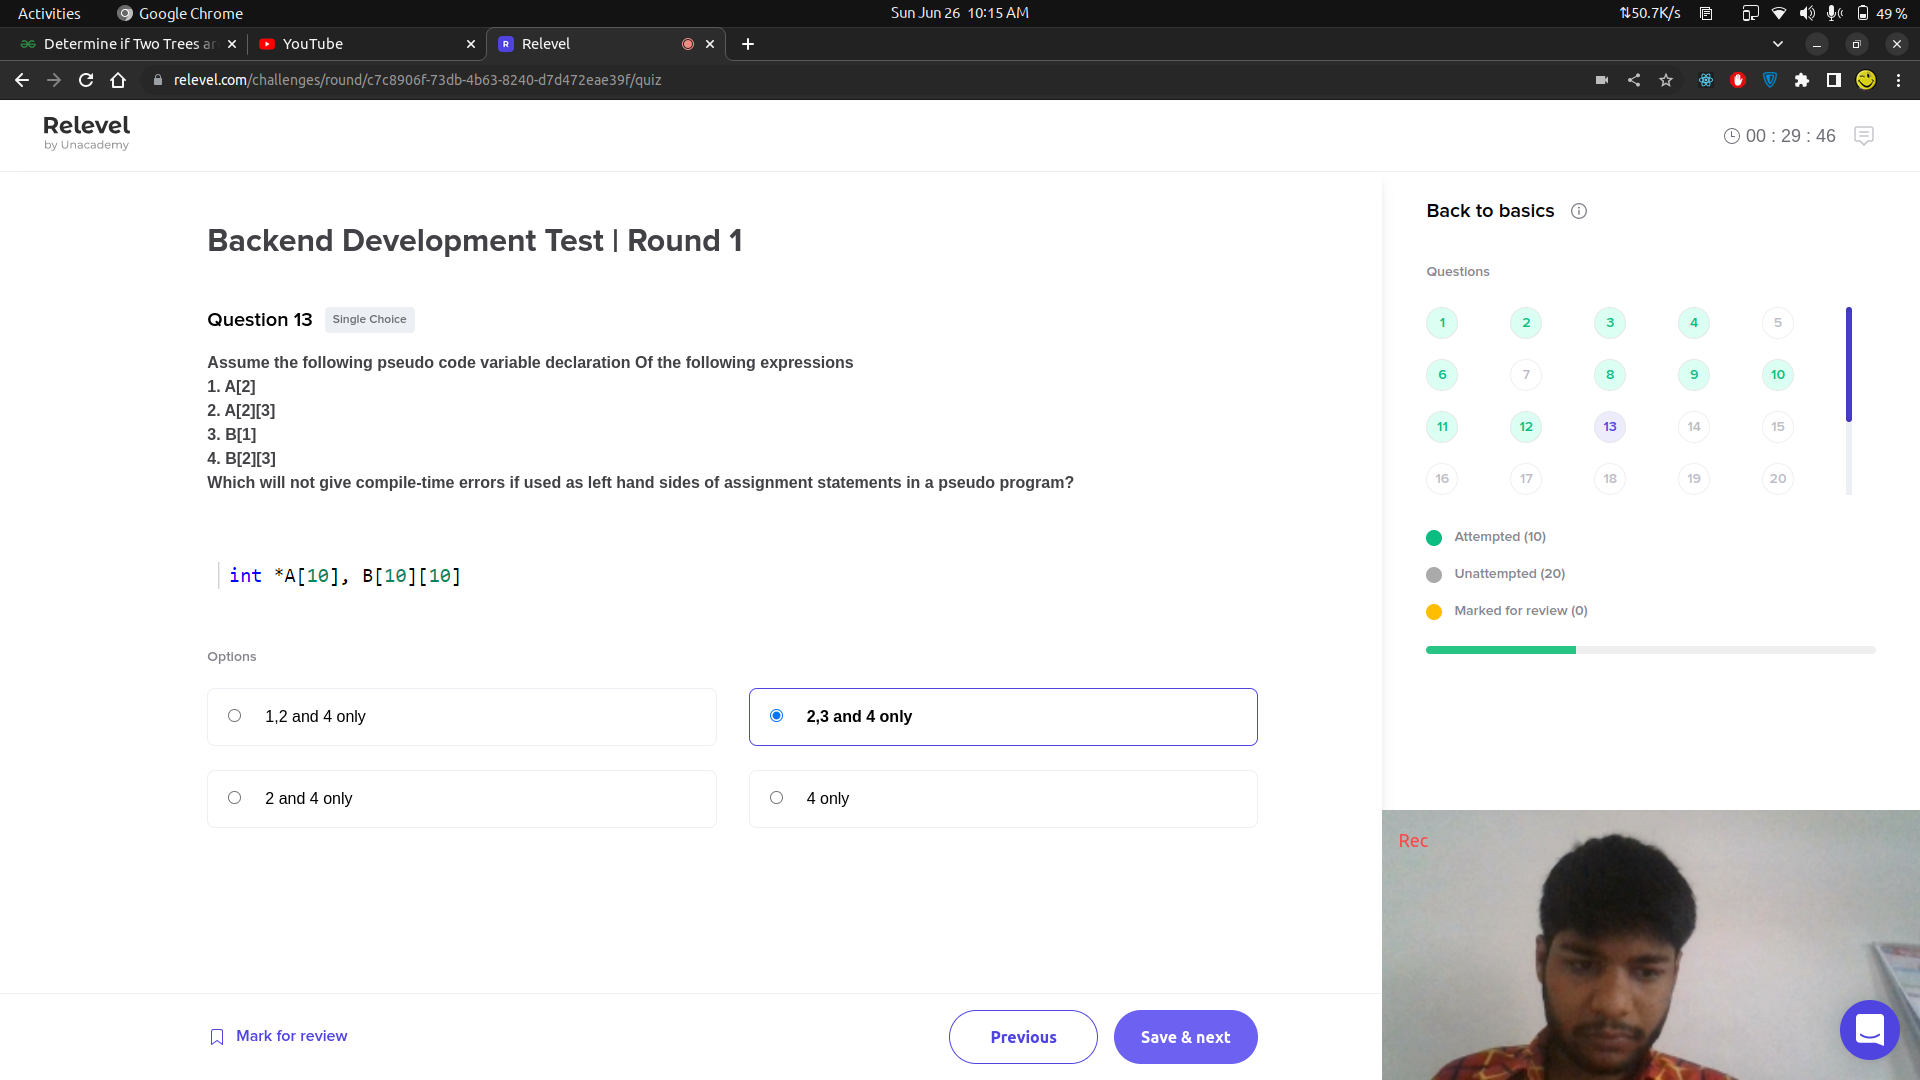 Activities
Google Chrome
Sun Jun 26 10:15 AM
50.7K/s
49 %
Determine if Two Trees ar
YouTube
Relevel
relevel.com/challenges/round/c7c8906f-73db-4b63-8240-d7d472eae39f/quiz
Relevel
by Unacademy
00 : 29 : 46
Backend Development Test | Round 1
Question 13
Single Choice
Assume the following pseudo code variable declaration Of the following expressions
1. A[2]
2. A[2][3]
3. B[1]
4. B[2][3]
Which will not give compile-time errors if used as left hand sides of assignment statements in a pseudo program?
int *A[10], B[10][10]
Options
1,2 and 4 only
2,3 and 4 only
2 and 4 only
4 only
Mark for review
Previous
Save & next
Back to basics
Questions
1 2 3 4 5
6 7 8 9 10
11 12 13 14 15
16 17 18 19 20
Attempted (10)
Unattempted (20)
Marked for review (0)
Rec